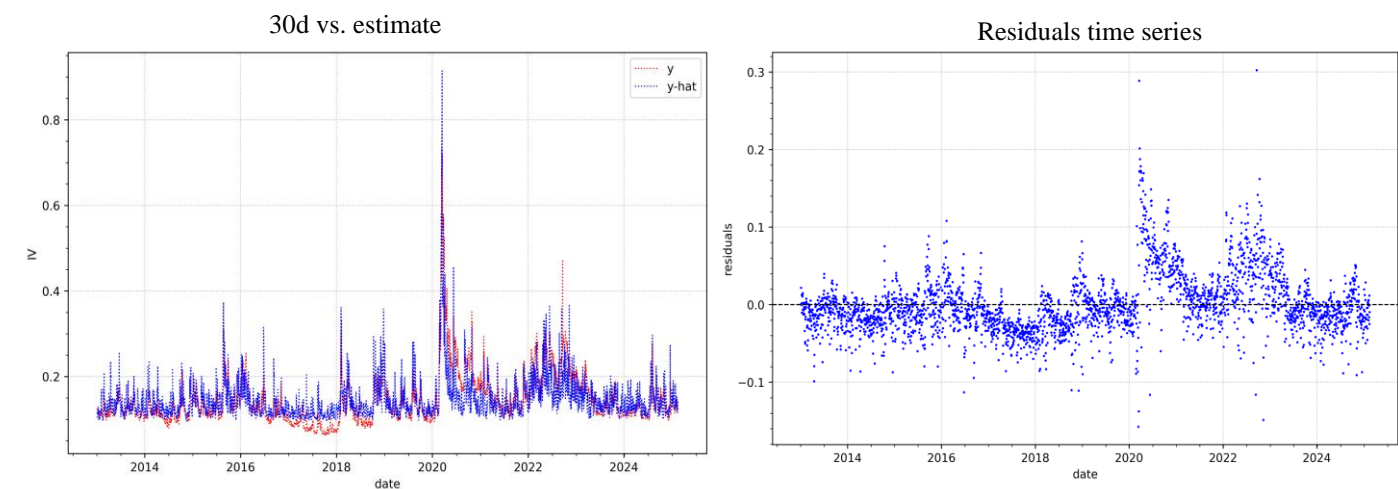 30d vs. estimate
Residuals time series
y
y-hat
0.8
0.6
0.4
0.2
IV
2014 2016 2018 2020 2022 2024
date
0.3
0.2
0.1
0.0
−0.1
residuals
2014 2016 2018 2020 2022 2024
date